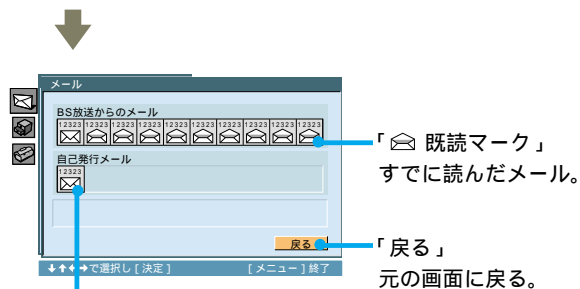 メール
BS放送からのメール
12323 12323 12323 12323 12323 12323 12323 12323 12323 12323
自己発行メール
12323
戻る
で選択し[決定] [メニュー]終了
「 既読マーク」
すでに読んだメール。
「戻る」
元の画面に戻る。